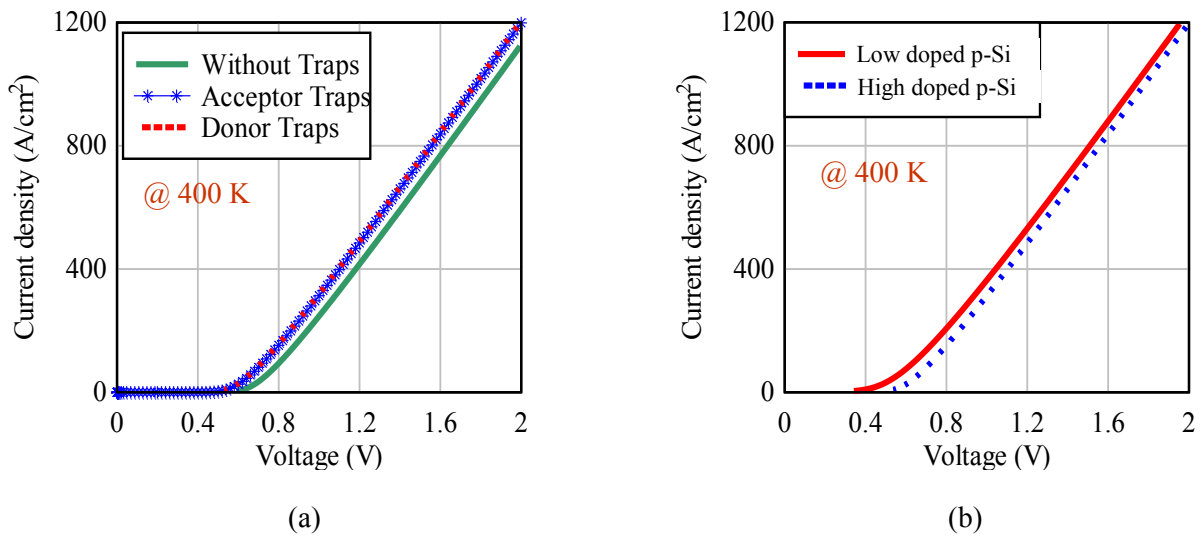 1200
800
400
0
Current density (A/cm²)
Without Traps
Acceptor Traps
Donor Traps
@ 400 K
0 0.4 0.8 1.2 1.6 2
Voltage (V)
(a)
1200
800
400
0
Current density (A/cm²)
Low doped p-Si
High doped p-Si
@ 400 K
0 0.4 0.8 1.2 1.6 2
Voltage (V)
(b)